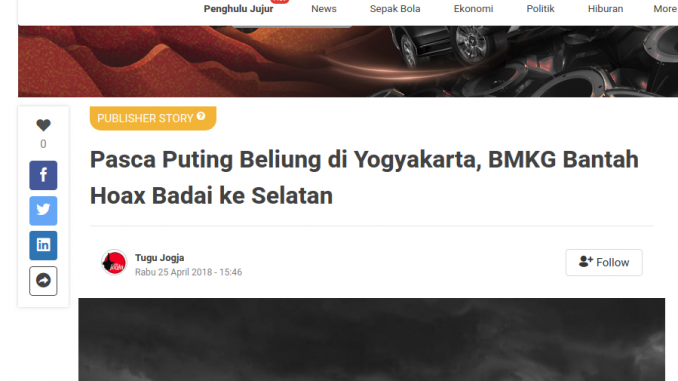 Penghulu Jujur News Sepak Bola Ekonomi Politik Hiburan More
PUBLISHER STORY
0
Pasca Puting Beliung di Yogyakarta, BMKG Bantah
Hoax Badai ke Selatan
Tugu Jogja
Rabu 25 April 2018 - 15:46
Follow